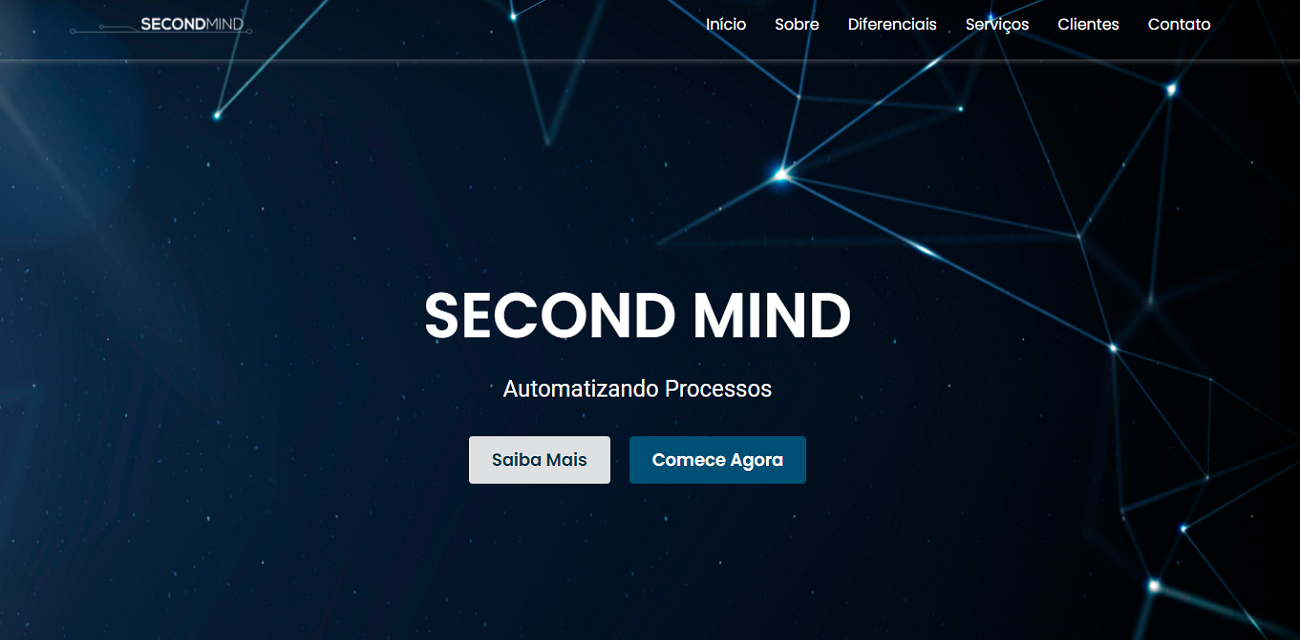 SECONDMIND
Início Sobre Diferenciais Serviços Clientes Contato
SECOND MIND
Automatizando Processos
Saiba Mais Comece Agora